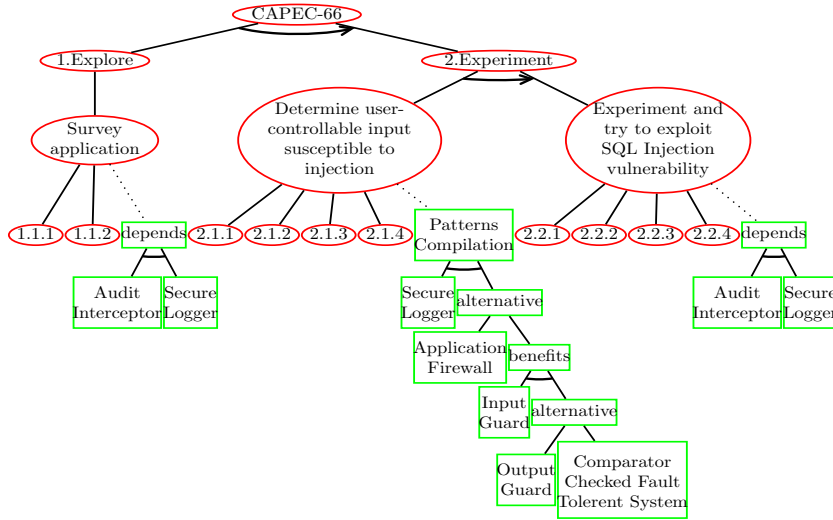 CAPEC-66
1.Explore
2.Experiment
Survey
application
Determine user-
controllable input
susceptible to
injection
Experiment and
try to exploit
SQL Injection
vulnerability
1.1.1
1.1.2
depends
2.1.1
2.1.2
2.1.3
2.1.4
Patterns
Compilation
2.2.1
2.2.2
2.2.3
2.2.4
depends
Audit
Interceptor
Secure
Logger
Secure
Logger
alternative
Audit
Interceptor
Secure
Logger
Application
Firewall
benefits
Input
Guard
alternative
Output
Guard
Comparator
Checked Fault
Tolerent System